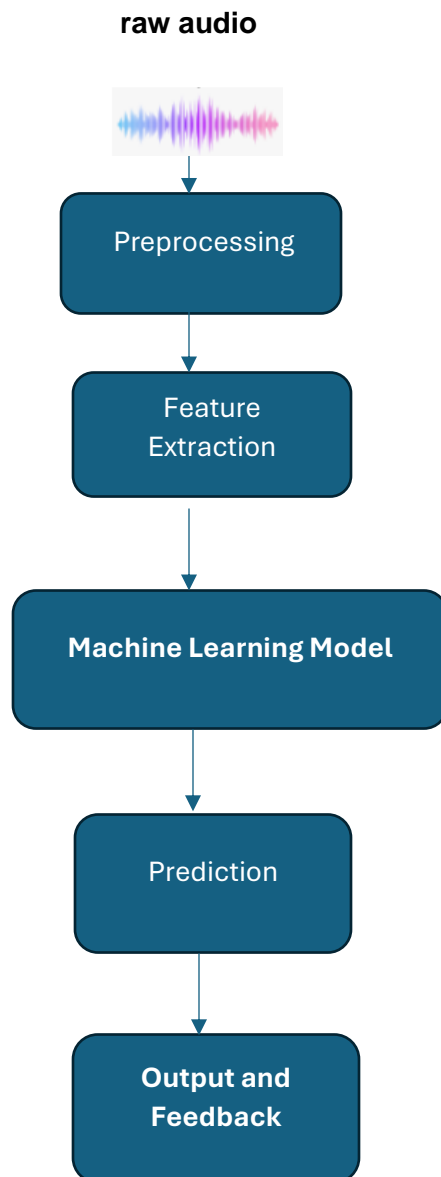 raw audio
Preprocessing
Feature
Extraction
Machine Learning Model
Prediction
Output and
Feedback